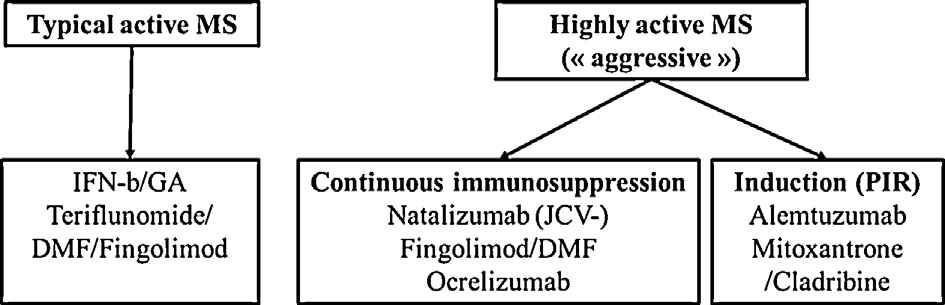 Typical active MS
Highly active MS
(« aggressive »)
IFN-b/GA
Teriflunomide/
DMF/Fingolimod
Continuous immunosuppression
Natalizumab (JCV-)
Fingolimod/DMF
Ocrelizumab
Induction (PIR)
Alemtuzumab
Mitoxantrone
/Cladribine